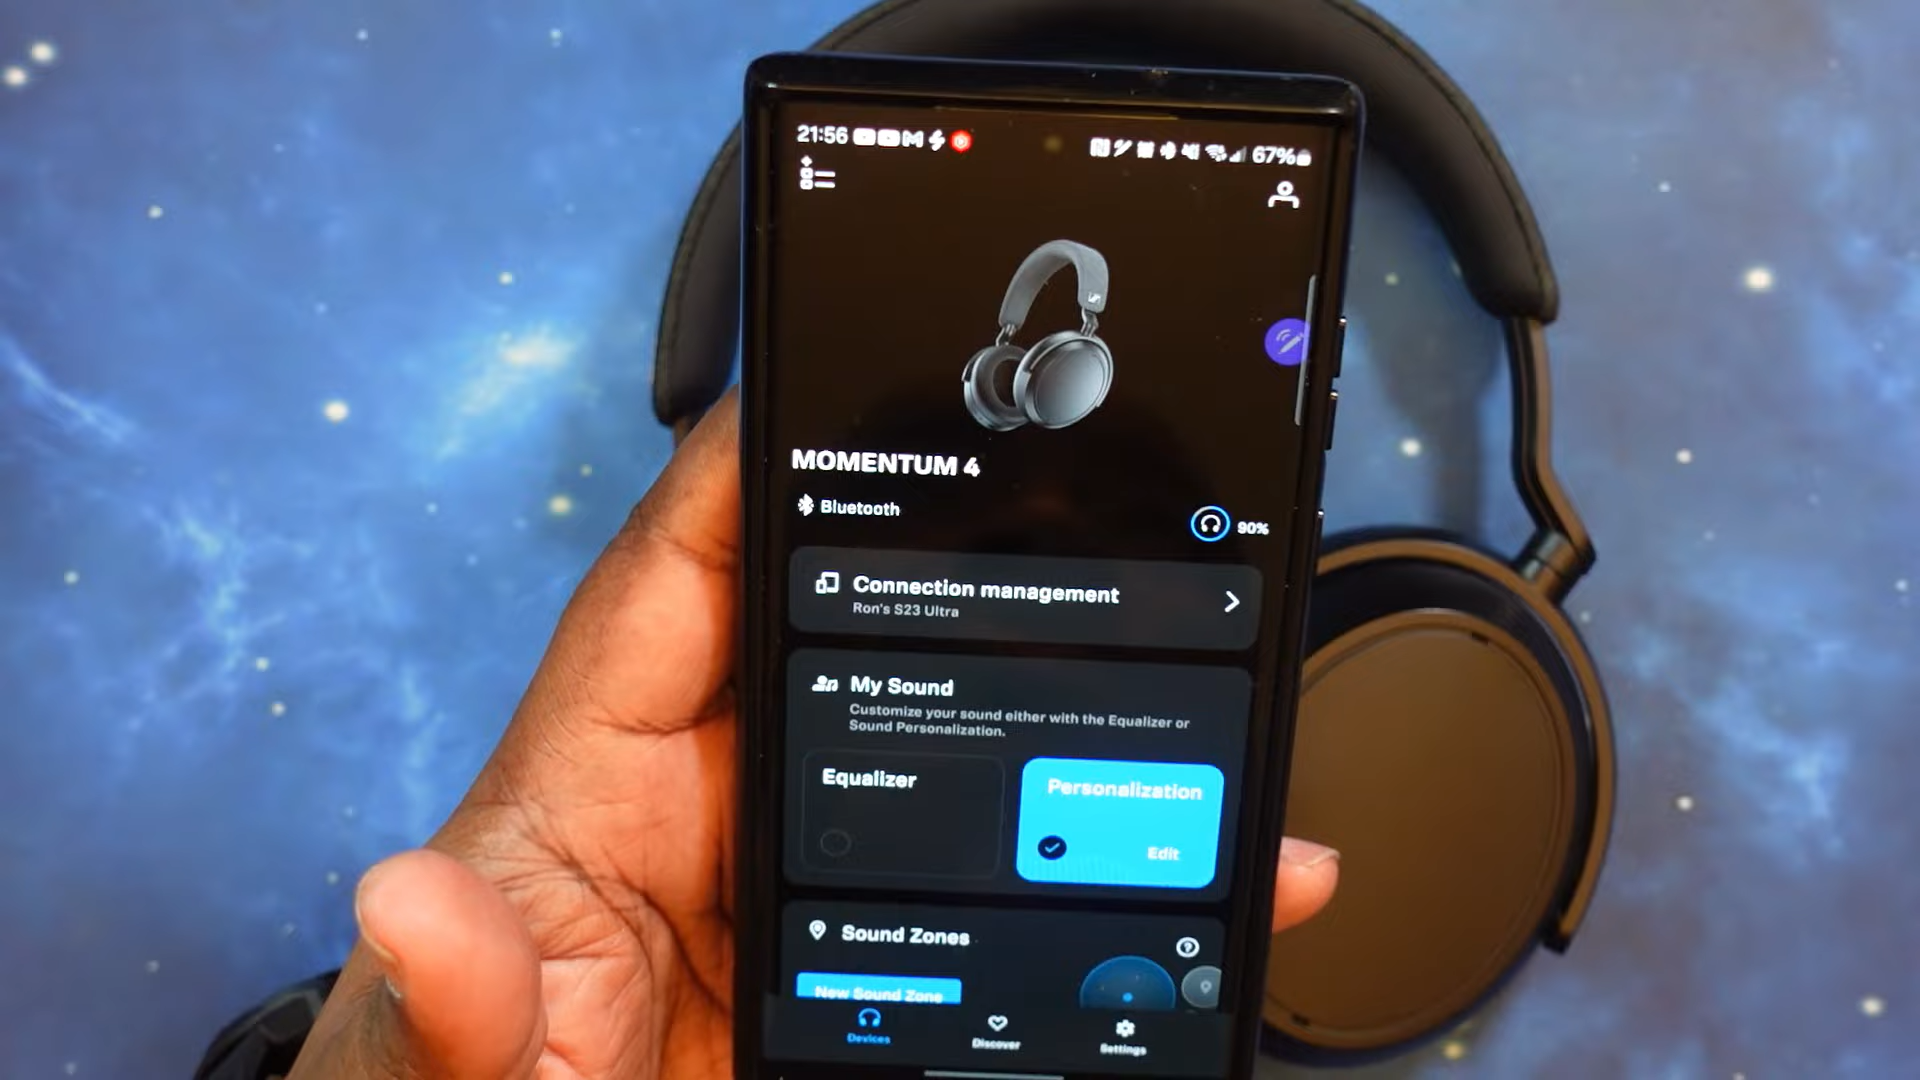 21:56
67%
MOMENTUM 4
Bluetooth
90%
Connection management
Ron's S23 Ultra
My Sound
Customize your sound either with the Equalizer or
Sound Personalization.
Equalizer
Personalization
Edit
Sound Zones
New Sound Zone
Devices
Discover
Settings